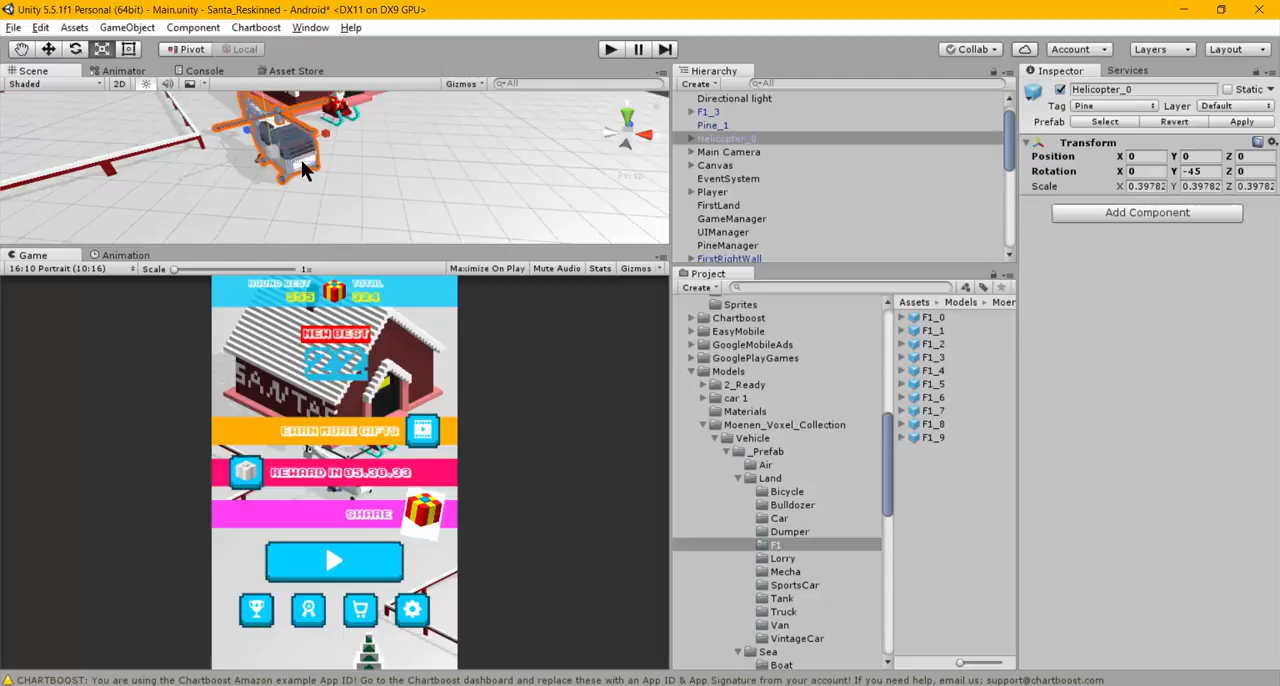 Unity 5.5.1f1 Personal (64bit) - Main.unity - Santa_Reskinned - Android* <DX11 on DX9 GPU>
File Edit Assets GameObject Component Chartboost Window Help
Pivot Local Collab Account Layers Layout
Scene Animator Console Asset Store
Shaded 2D Gizmos All
Persp
Game Animation
16:10 Portrait (10:16) Scale 1x Maximize On Play Mute Audio Stats Gizmos
ROUND BEST TOTAL
355 324
NEW BEST
222
SANTA
EARN MORE GIFTS
REWARD IN 05.30.33
SHARE
Hierarchy
Create All
Directional light
F1_3
Pine_1
Helicopter_0
Main Camera
Canvas
EventSystem
Player
FirstLand
GameManager
UIManager
PineManager
FirstRightWall
Project
Create
Sprites
Chartboost
EasyMobile
GoogleMobileAds
GooglePlayGames
Models
2_Ready
car 1
Materials
Moenen_Voxel_Collection
Vehicle
_Prefab
Air
Land
Bicycle
Bulldozer
Car
Dumper
F1
Lorry
Mecha
SportsCar
Tank
Truck
Van
VintageCar
Sea
Boat
Assets Models Moer
F1_0
F1_1
F1_2
F1_3
F1_4
F1_5
F1_6
F1_7
F1_8
F1_9
Inspector Services
Helicopter_0 Static
Tag Pine Layer Default
Prefab Select Revert Apply
Transform
Position X 0 Y 0 Z 0
Rotation X 0 Y -45 Z 0
Scale X 0.39782 Y 0.39782 Z 0.39782
Add Component
CHARTBOOST: You are using the Chartboost Amazon example App ID! Go to the Chartboost dashboard and replace these with an App ID & App Signature from your account! If you need help, email us: support@chartboost.com